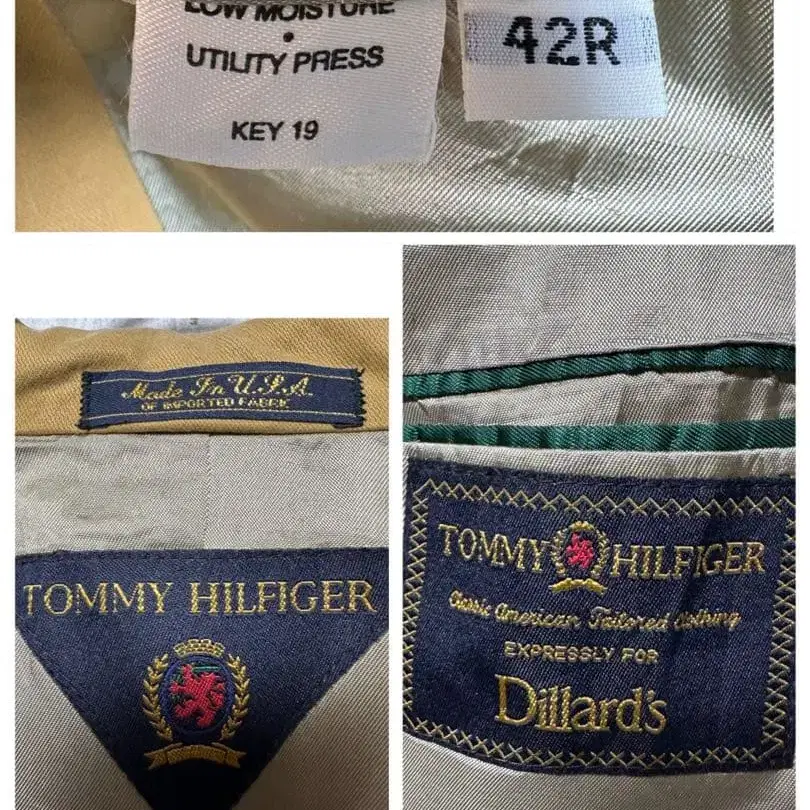 LOW MOISTURE
•
UTILITY PRESS
KEY 19
42R
Made In U.S.A.
OF IMPORTED FABRIC
TOMMY HILFIGER
TOMMY HILFIGER
Classic American Tailored Clothing
EXPRESSLY FOR
Dillard's